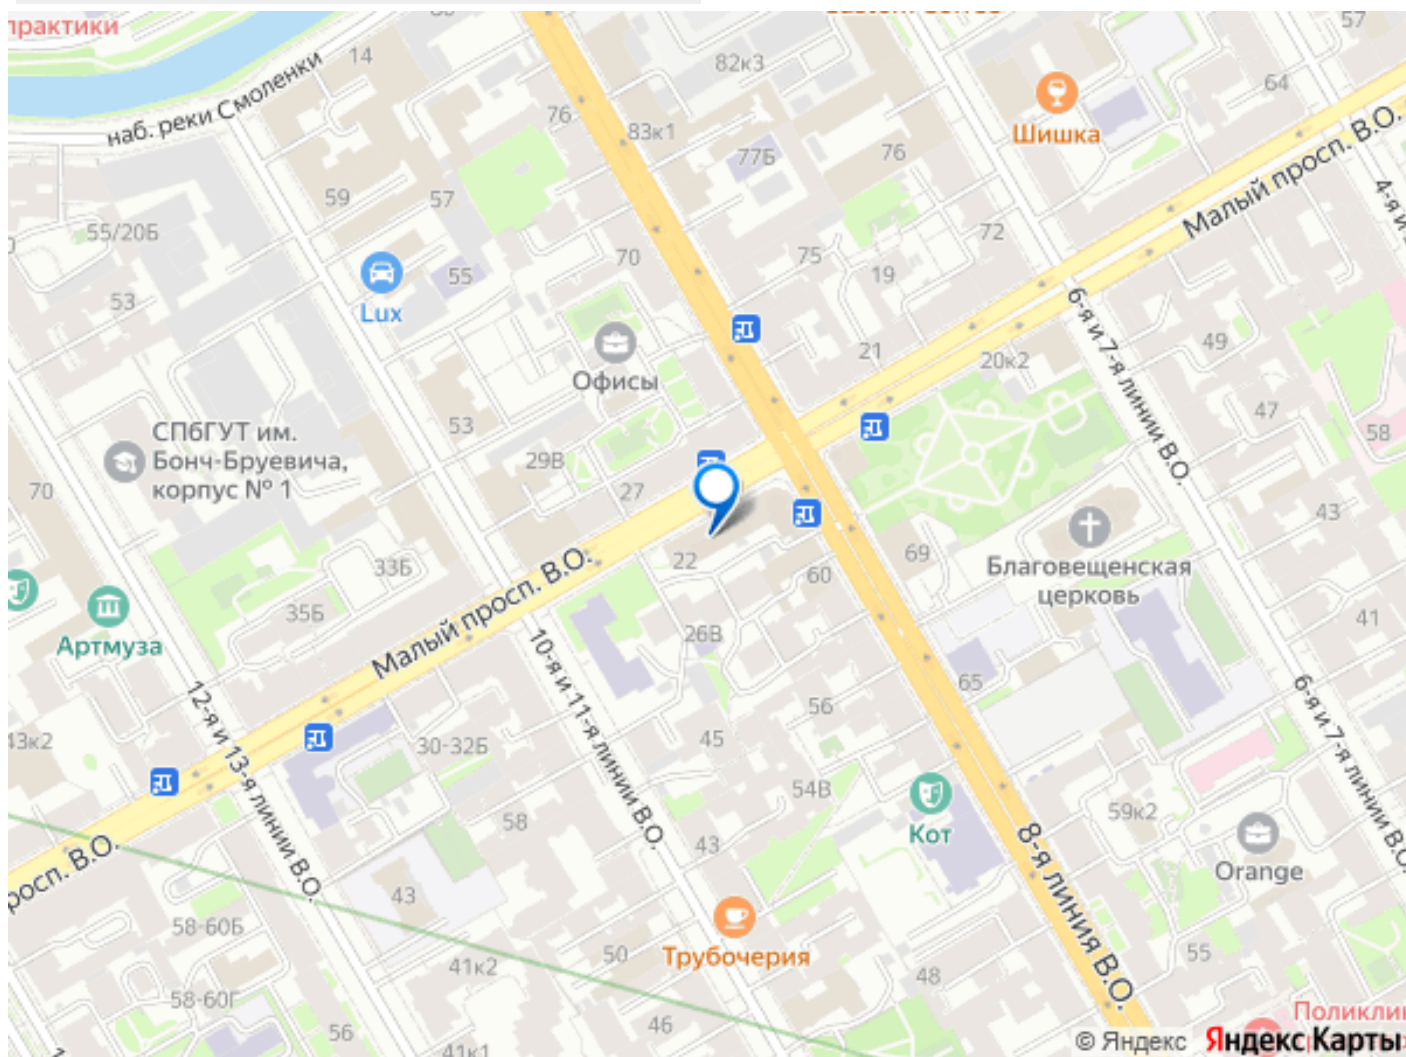 57
практики
14
82к3
64
наб. реки Смоленки
76
83к1
Шишка
77Б
76
Малый просп. В.О.
59
57
55/20Б
72
70
75
19
55
53
Lux
6-я и 7-я линии В.О.
49
21
20к2
Офисы
47
53
58
СПбГУТ им.
Бонч-Бруевича,
корпус № 1
29В
70
27
43
69
Благовещенская
церковь
22
33Б
60
35Б
41
Артмуза
Малый просп. В.О.
26В
10-я и 11-я линии В.О.
65
6-я и 7-я линии В.О.
12-я и 13-я линии В.О.
56
43к2
30-32Б
45
54В
59к2
58
Кот
8-я линия В.О.
43
просп. В.О.
Orange
43
58-60Б
Трубочерия
50
55
41к2
48
58-60Г
46
56
41к1
© Яндекс
Яндекс Карты